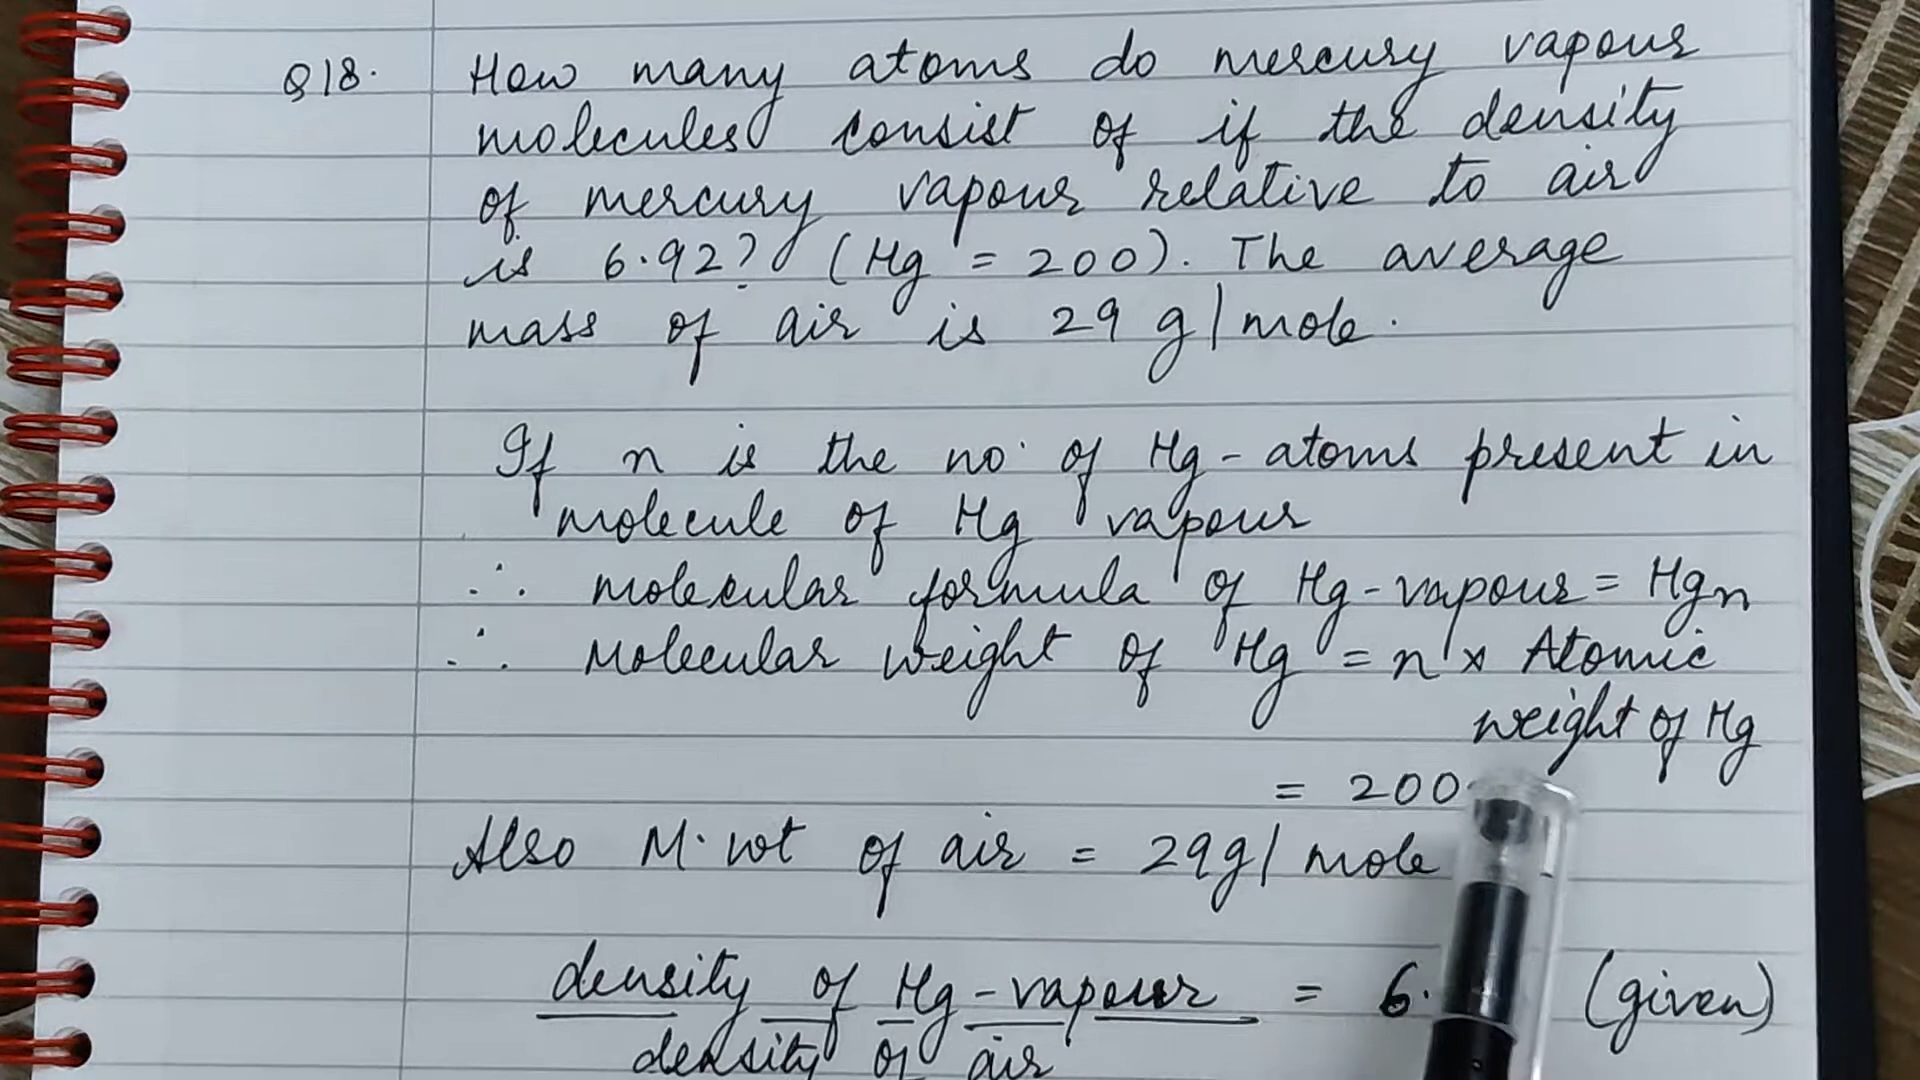 Q18. How many atoms do mercury vapour
molecules consist of if the density
of mercury vapour relative to air
is 6.92? (Hg = 200). The average
mass of air is 29 g/mole.
If n is the no. of Hg-atoms present in
molecule of Hg vapour
∴ molecular formula of Hg-vapour = Hgn
∴ Molecular weight of Hg = n x Atomic
weight of Hg
= 200
Also M. wt of air = 29g/mole
density of Hg-vapour = 6. (given)
density of air